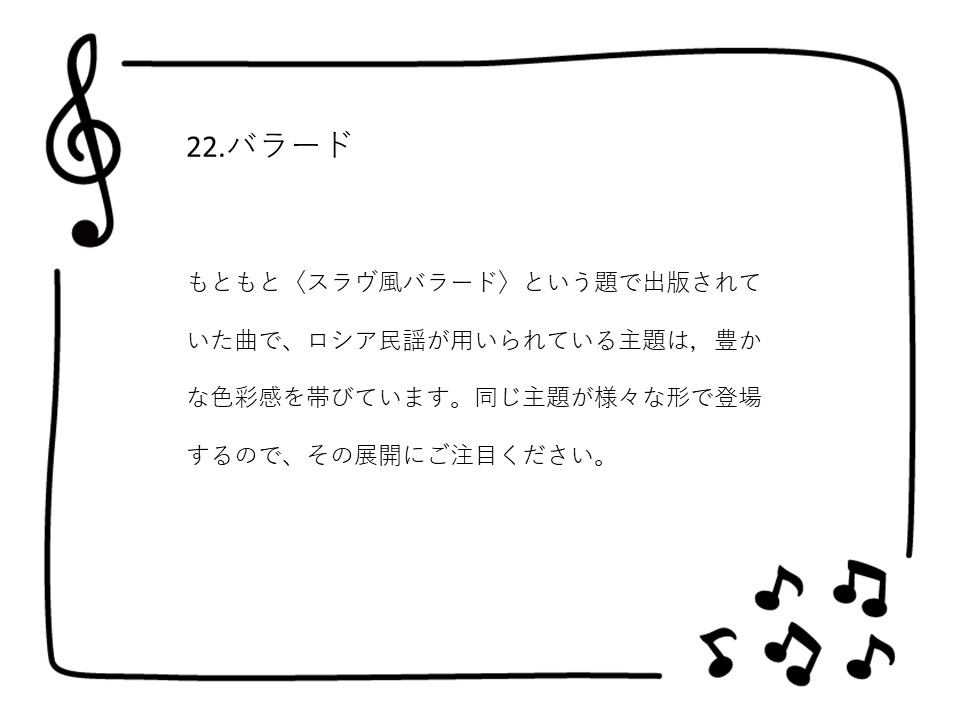 22.バラード
もともと〈スラヴ風バラード〉という題で出版されて
いた曲で、ロシア民謡が用いられている主題は，豊か
な色彩感を帯びています。同じ主題が様々な形で登場
するので、その展開にご注目ください。